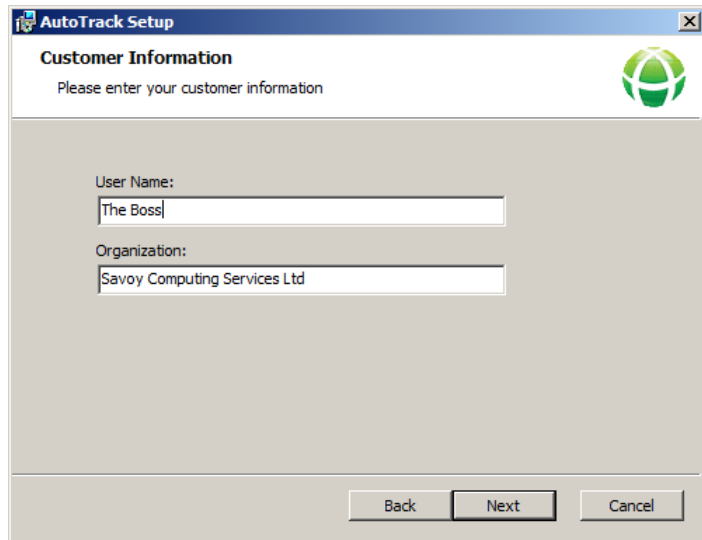 AutoTrack Setup
Customer Information
Please enter your customer information
User Name:
The Boss
Organization:
Savoy Computing Services Ltd
Back Next Cancel